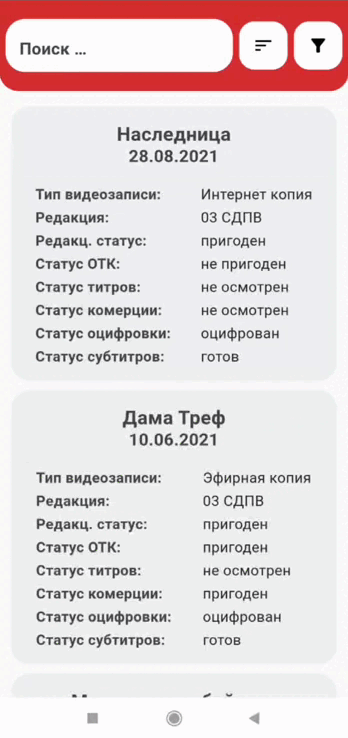 Поиск ...
Наследница
28.08.2021
Тип видеозаписи: Интернет копия
Редакция: 03 СДПВ
Редакц. статус: пригоден
Статус ОТК: не пригоден
Статус титров: не осмотрен
Статус комерции: не осмотрен
Статус оцифровки: оцифрован
Статус субтитров: готов
Дама Треф
10.06.2021
Тип видеозаписи: Эфирная копия
Редакция: 03 СДПВ
Редакц. статус: пригоден
Статус ОТК: пригоден
Статус титров: не осмотрен
Статус комерции: пригоден
Статус оцифровки: оцифрован
Статус субтитров: готов